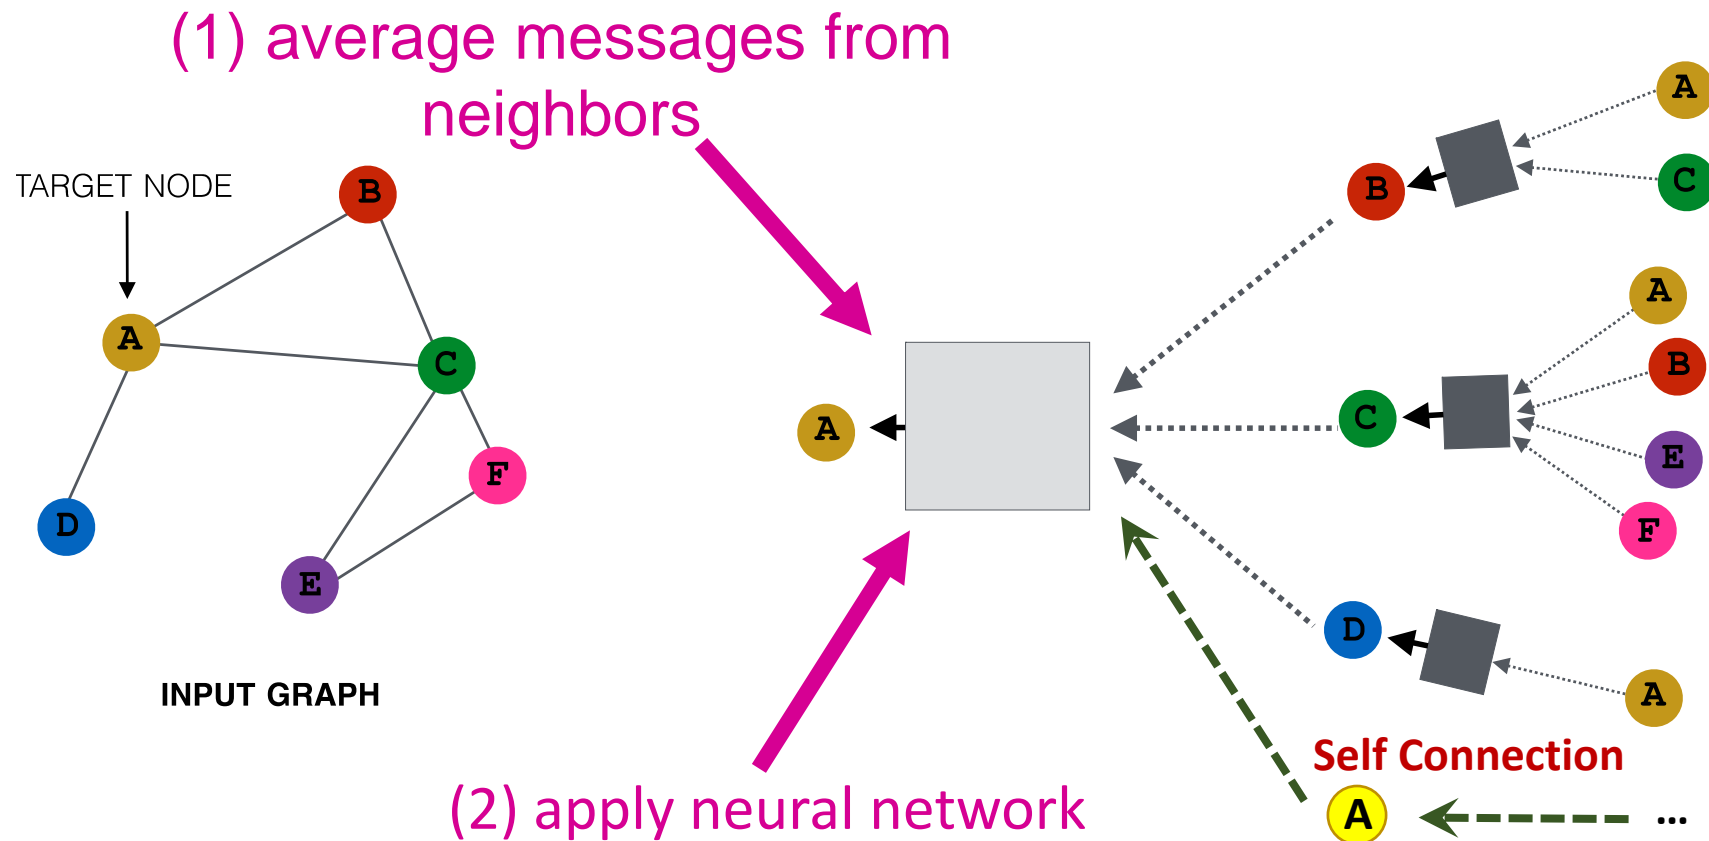 (1) average messages from
neighbors
TARGET NODE
B
A
C
F
D
E
INPUT GRAPH
A
B
A
C
C
A
B
E
F
D
A
Self Connection
A
...
(2) apply neural network